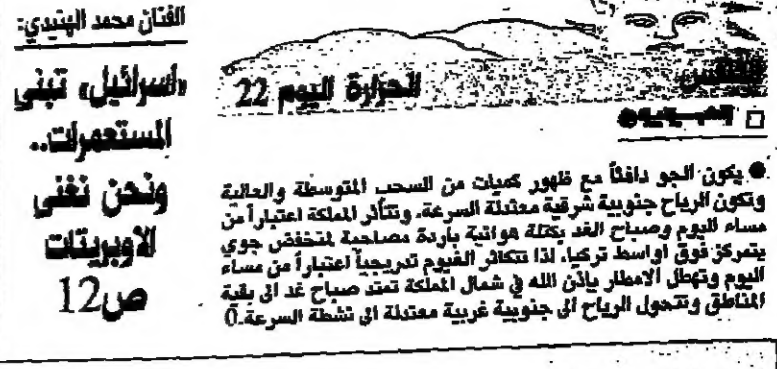 الطقس
الحرارة اليوم 22
● يكون الجو دافئاً مع ظهور كميات من السحب المتوسطة والعالية
وتكون الرياح جنوبية شرقية معتدلة السرعة، وتتأثر المملكة اعتباراً من
مساء اليوم وصباح الغد بكتلة هوائية باردة مصاحبة لمنخفض جوي
يتمركز فوق اواسط تركيا، لذا تتكاثر الغيوم تدريجياً اعتباراً من مساء
اليوم وتهطل الامطار بإذن الله في شمال المملكة تمتد صباح غد الى بقية
المناطق وتتحول الرياح الى جنوبية غربية معتدلة الى نشطة السرعة.
الفنان محمد الهنيدي:
«اسرائيل» تبني
المستعمرات..
ونحن نغني
الاوبريتات
ص12